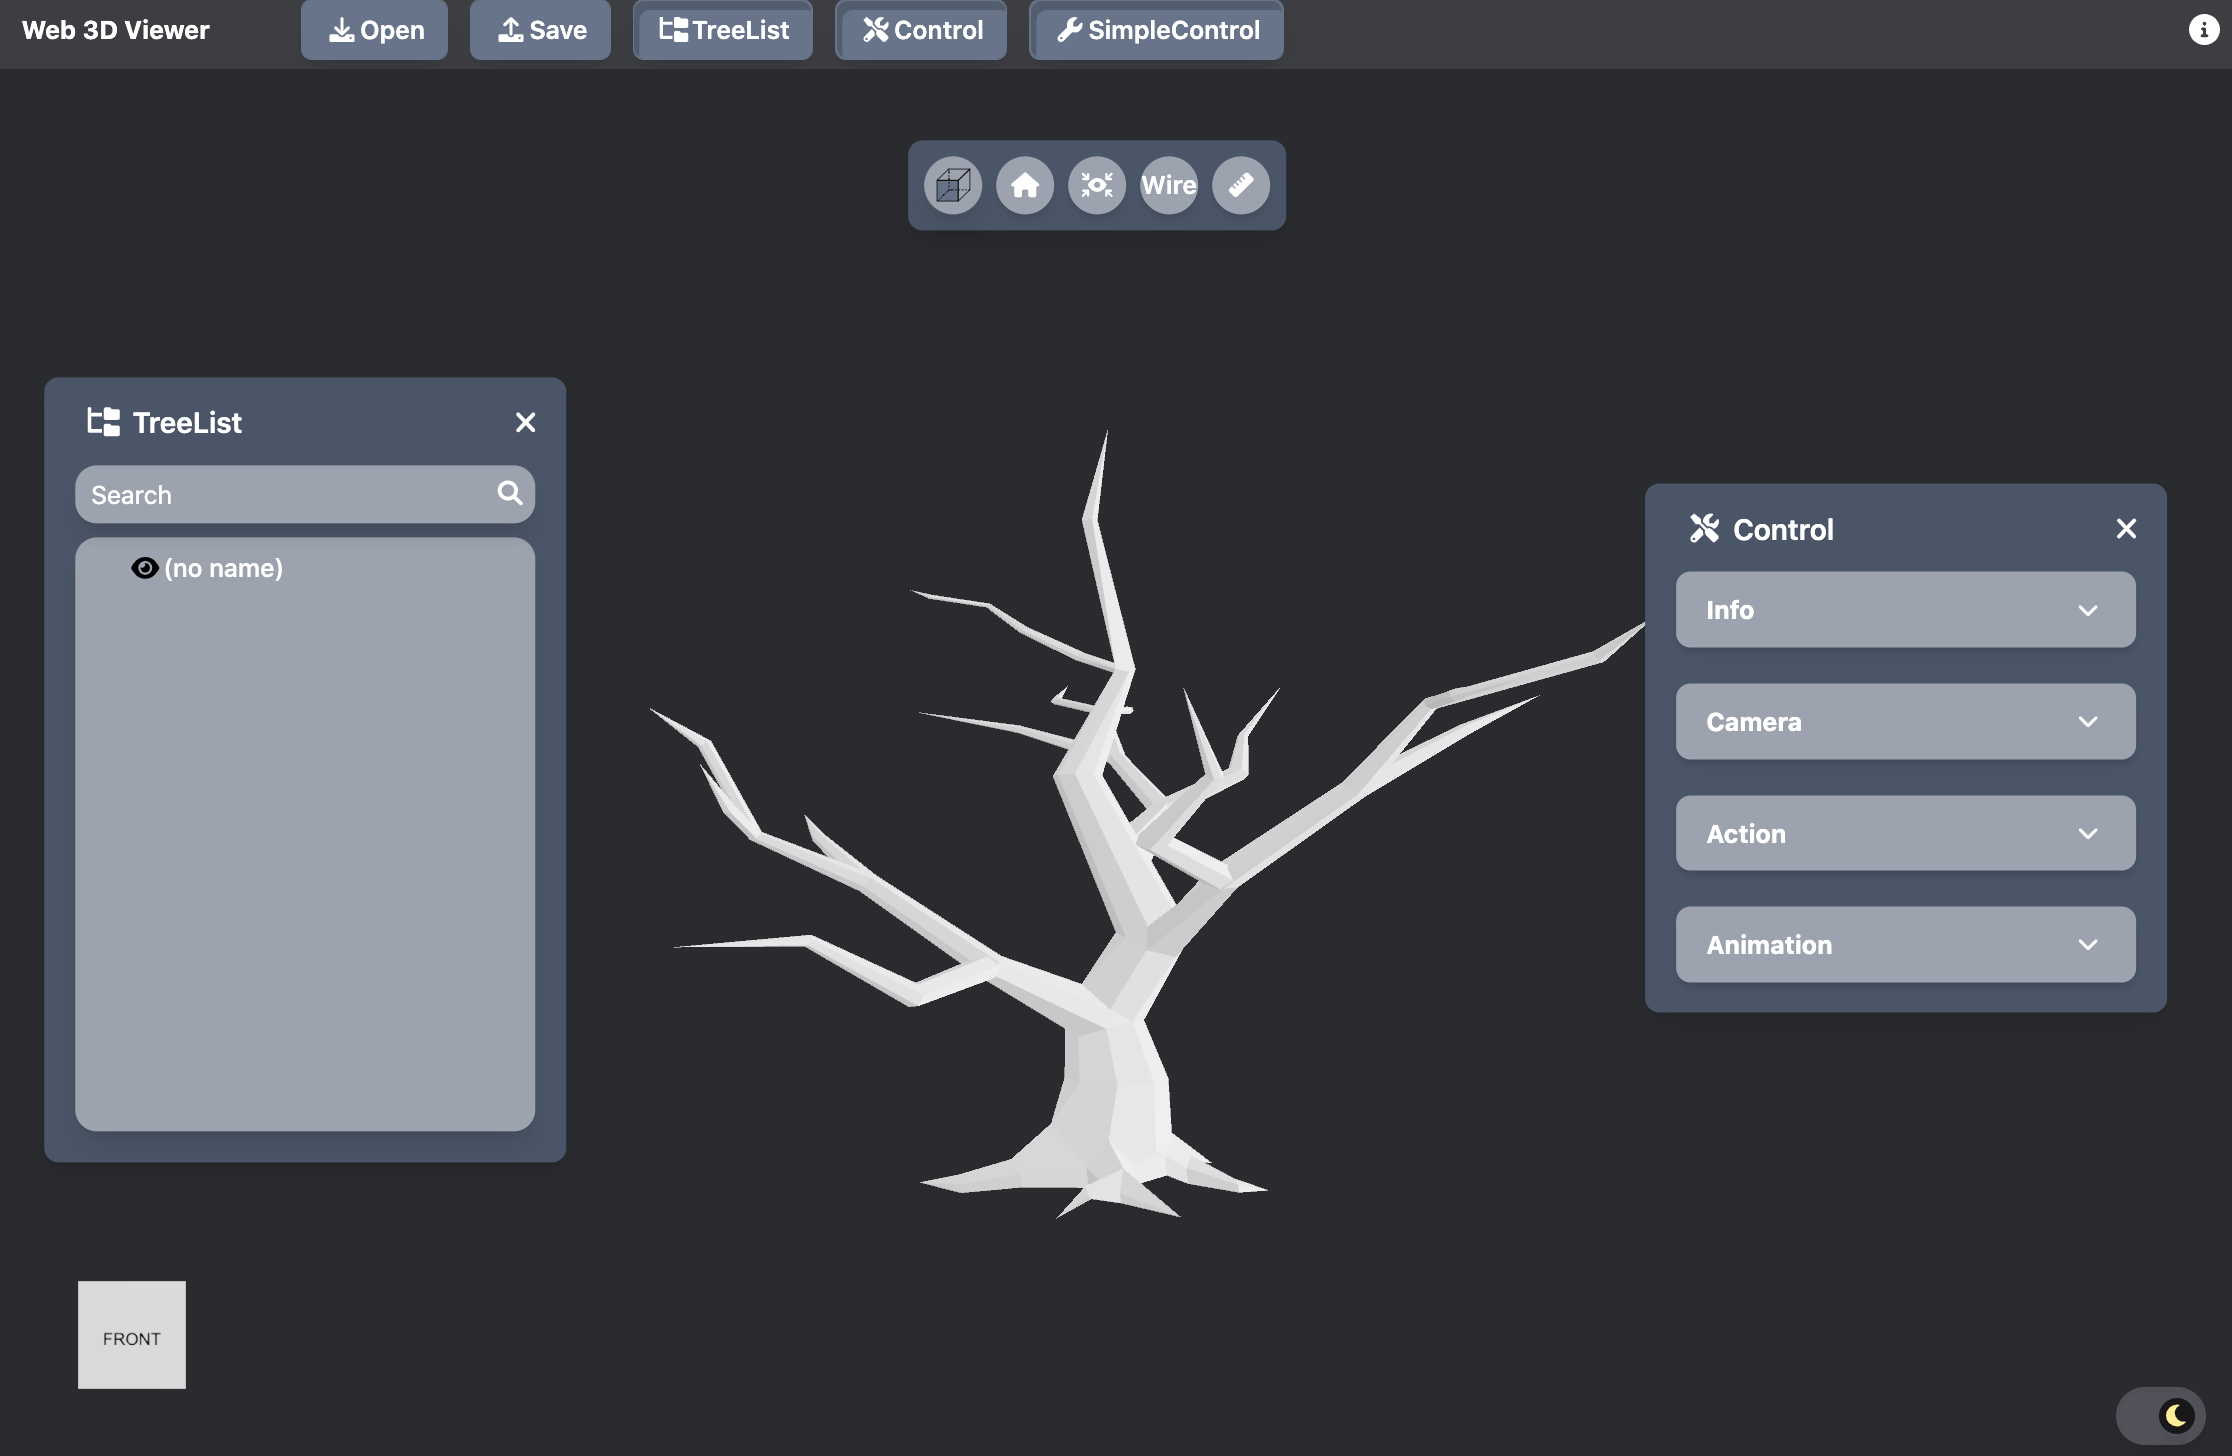 Web 3D Viewer
Open
Save
TreeList
Control
SimpleControl
Wire
TreeList
Search
(no name)
Control
Info
Camera
Action
Animation
FRONT